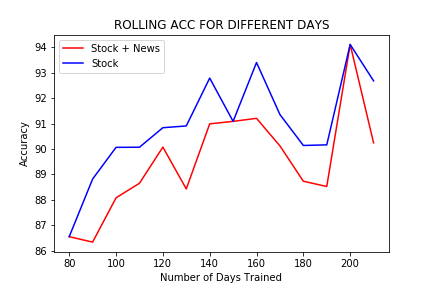 ROLLING ACC FOR DIFFERENT DAYS
Stock + News
Stock
94
93
92
91
90
89
88
87
86
Accuracy
80 100 120 140 160 180 200
Number of Days Trained